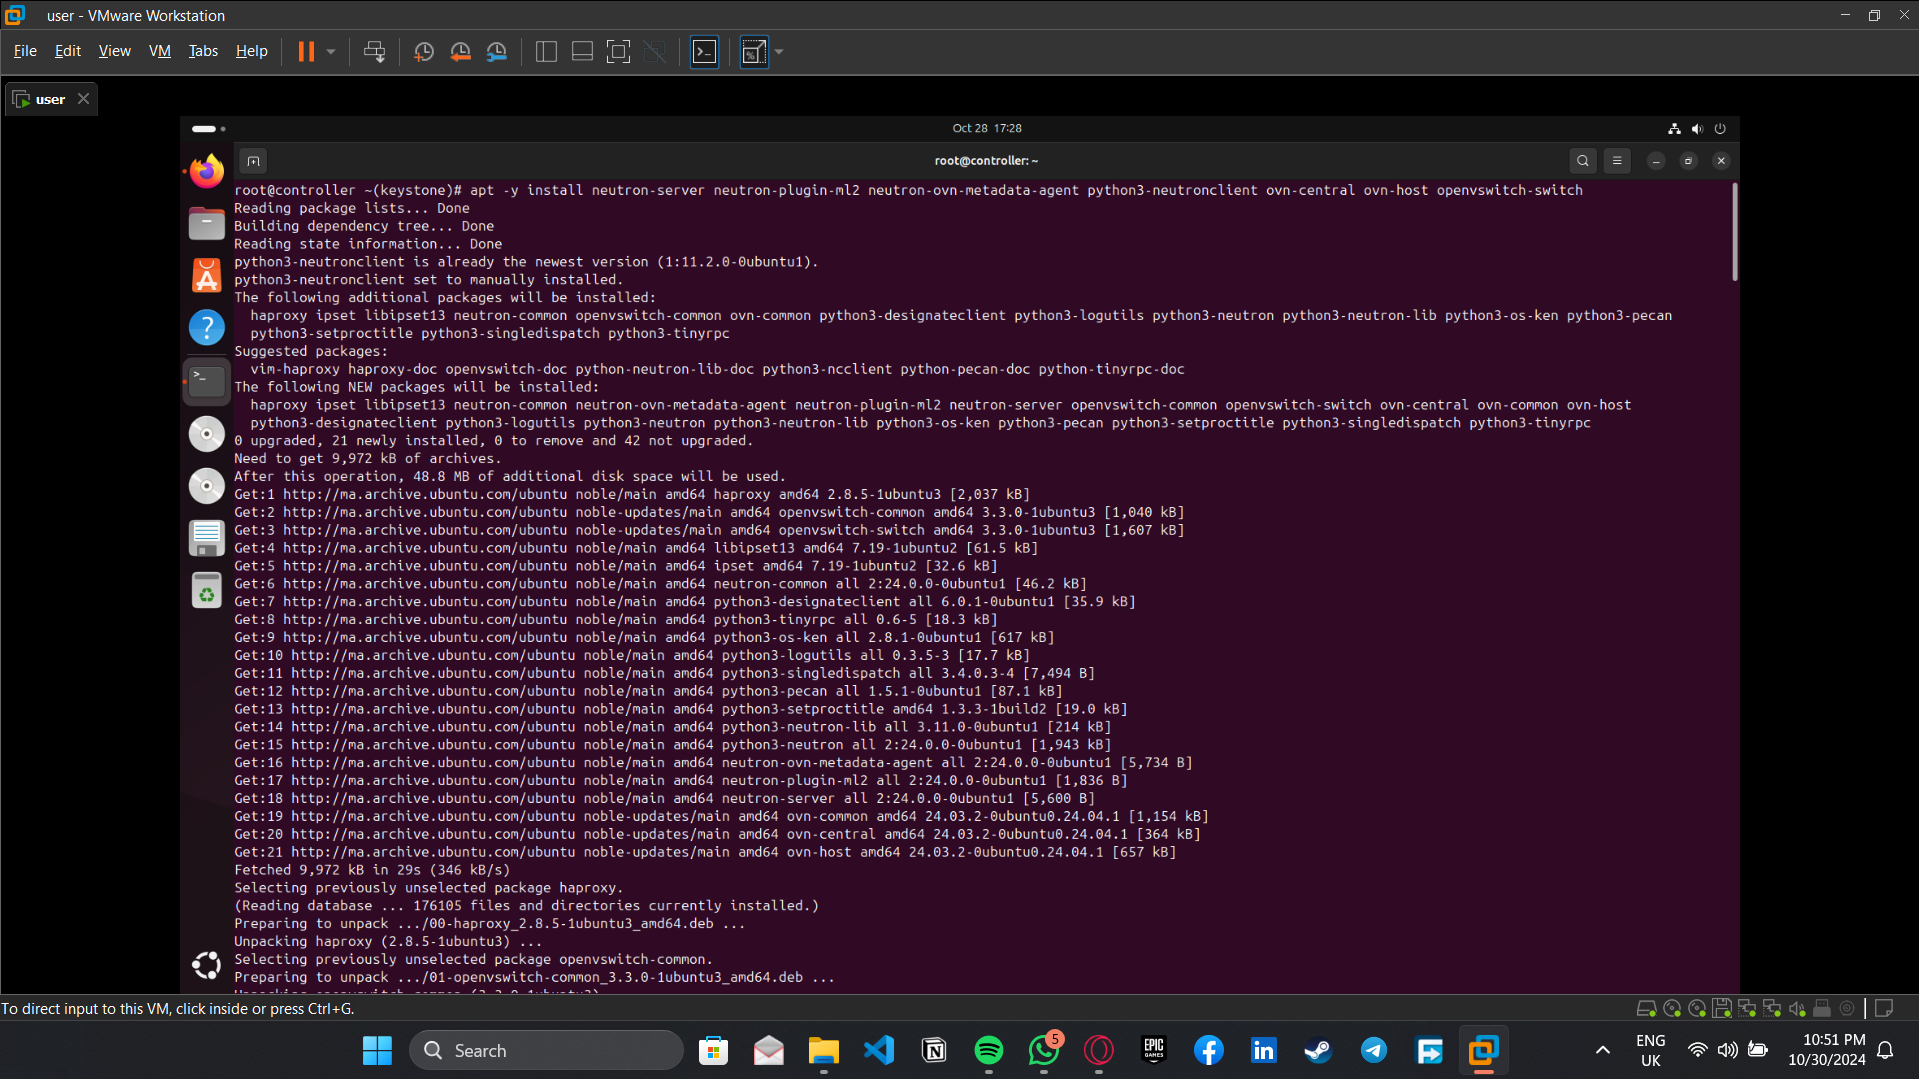 user - VMware Workstation
File Edit View VM Tabs Help
user
Oct 28 17:28
root@controller: ~
root@controller ~(keystone)# apt -y install neutron-server neutron-plugin-ml2 neutron-ovn-metadata-agent python3-neutronclient ovn-central ovn-host openvswitch-switch
Reading package lists... Done
Building dependency tree... Done
Reading state information... Done
python3-neutronclient is already the newest version (1:11.2.0-0ubuntu1).
python3-neutronclient set to manually installed.
The following additional packages will be installed:
haproxy ipset libipset13 neutron-common openvswitch-common ovn-common python3-designateclient python3-logutils python3-neutron python3-neutron-lib python3-os-ken python3-pecan
python3-setproctitle python3-singledispatch python3-tinyrpc
Suggested packages:
vim-haproxy haproxy-doc openvswitch-doc python-neutron-lib-doc python3-ncclient python-pecan-doc python-tinyrpc-doc
The following NEW packages will be installed:
haproxy ipset libipset13 neutron-common neutron-ovn-metadata-agent neutron-plugin-ml2 neutron-server openvswitch-common openvswitch-switch ovn-central ovn-common ovn-host
python3-designateclient python3-logutils python3-neutron python3-neutron-lib python3-os-ken python3-pecan python3-setproctitle python3-singledispatch python3-tinyrpc
0 upgraded, 21 newly installed, 0 to remove and 42 not upgraded.
Need to get 9,972 kB of archives.
After this operation, 48.8 MB of additional disk space will be used.
Get:1 http://ma.archive.ubuntu.com/ubuntu noble/main amd64 haproxy amd64 2.8.5-1ubuntu3 [2,037 kB]
Get:2 http://ma.archive.ubuntu.com/ubuntu noble-updates/main amd64 openvswitch-common amd64 3.3.0-1ubuntu3 [1,040 kB]
Get:3 http://ma.archive.ubuntu.com/ubuntu noble-updates/main amd64 openvswitch-switch amd64 3.3.0-1ubuntu3 [1,607 kB]
Get:4 http://ma.archive.ubuntu.com/ubuntu noble/main amd64 libipset13 amd64 7.19-1ubuntu2 [61.5 kB]
Get:5 http://ma.archive.ubuntu.com/ubuntu noble/main amd64 ipset amd64 7.19-1ubuntu2 [32.6 kB]
Get:6 http://ma.archive.ubuntu.com/ubuntu noble/main amd64 neutron-common all 2:24.0.0-0ubuntu1 [46.2 kB]
Get:7 http://ma.archive.ubuntu.com/ubuntu noble/main amd64 python3-designateclient all 6.0.1-0ubuntu1 [35.9 kB]
Get:8 http://ma.archive.ubuntu.com/ubuntu noble/main amd64 python3-tinyrpc all 0.6-5 [18.3 kB]
Get:9 http://ma.archive.ubuntu.com/ubuntu noble/main amd64 python3-os-ken all 2.8.1-0ubuntu1 [617 kB]
Get:10 http://ma.archive.ubuntu.com/ubuntu noble/main amd64 python3-logutils all 0.3.5-3 [17.7 kB]
Get:11 http://ma.archive.ubuntu.com/ubuntu noble/main amd64 python3-singledispatch all 3.4.0.3-4 [7,494 B]
Get:12 http://ma.archive.ubuntu.com/ubuntu noble/main amd64 python3-pecan all 1.5.1-0ubuntu1 [87.1 kB]
Get:13 http://ma.archive.ubuntu.com/ubuntu noble/main amd64 python3-setproctitle amd64 1.3.3-1build2 [19.0 kB]
Get:14 http://ma.archive.ubuntu.com/ubuntu noble/main amd64 python3-neutron-lib all 3.11.0-0ubuntu1 [214 kB]
Get:15 http://ma.archive.ubuntu.com/ubuntu noble/main amd64 python3-neutron all 2:24.0.0-0ubuntu1 [1,943 kB]
Get:16 http://ma.archive.ubuntu.com/ubuntu noble/main amd64 neutron-ovn-metadata-agent all 2:24.0.0-0ubuntu1 [5,734 B]
Get:17 http://ma.archive.ubuntu.com/ubuntu noble/main amd64 neutron-plugin-ml2 all 2:24.0.0-0ubuntu1 [1,836 B]
Get:18 http://ma.archive.ubuntu.com/ubuntu noble/main amd64 neutron-server all 2:24.0.0-0ubuntu1 [5,600 B]
Get:19 http://ma.archive.ubuntu.com/ubuntu noble-updates/main amd64 ovn-common amd64 24.03.2-0ubuntu0.24.04.1 [1,154 kB]
Get:20 http://ma.archive.ubuntu.com/ubuntu noble-updates/main amd64 ovn-central amd64 24.03.2-0ubuntu0.24.04.1 [364 kB]
Get:21 http://ma.archive.ubuntu.com/ubuntu noble-updates/main amd64 ovn-host amd64 24.03.2-0ubuntu0.24.04.1 [657 kB]
Fetched 9,972 kB in 29s (346 kB/s)
Selecting previously unselected package haproxy.
(Reading database ... 176105 files and directories currently installed.)
Preparing to unpack .../00-haproxy_2.8.5-1ubuntu3_amd64.deb ...
Unpacking haproxy (2.8.5-1ubuntu3) ...
Selecting previously unselected package openvswitch-common.
Preparing to unpack .../01-openvswitch-common_3.3.0-1ubuntu3_amd64.deb ...
To direct input to this VM, click inside or press Ctrl+G.
Search
5
EPIC
GAMES
ENG
UK
10:51 PM
10/30/2024